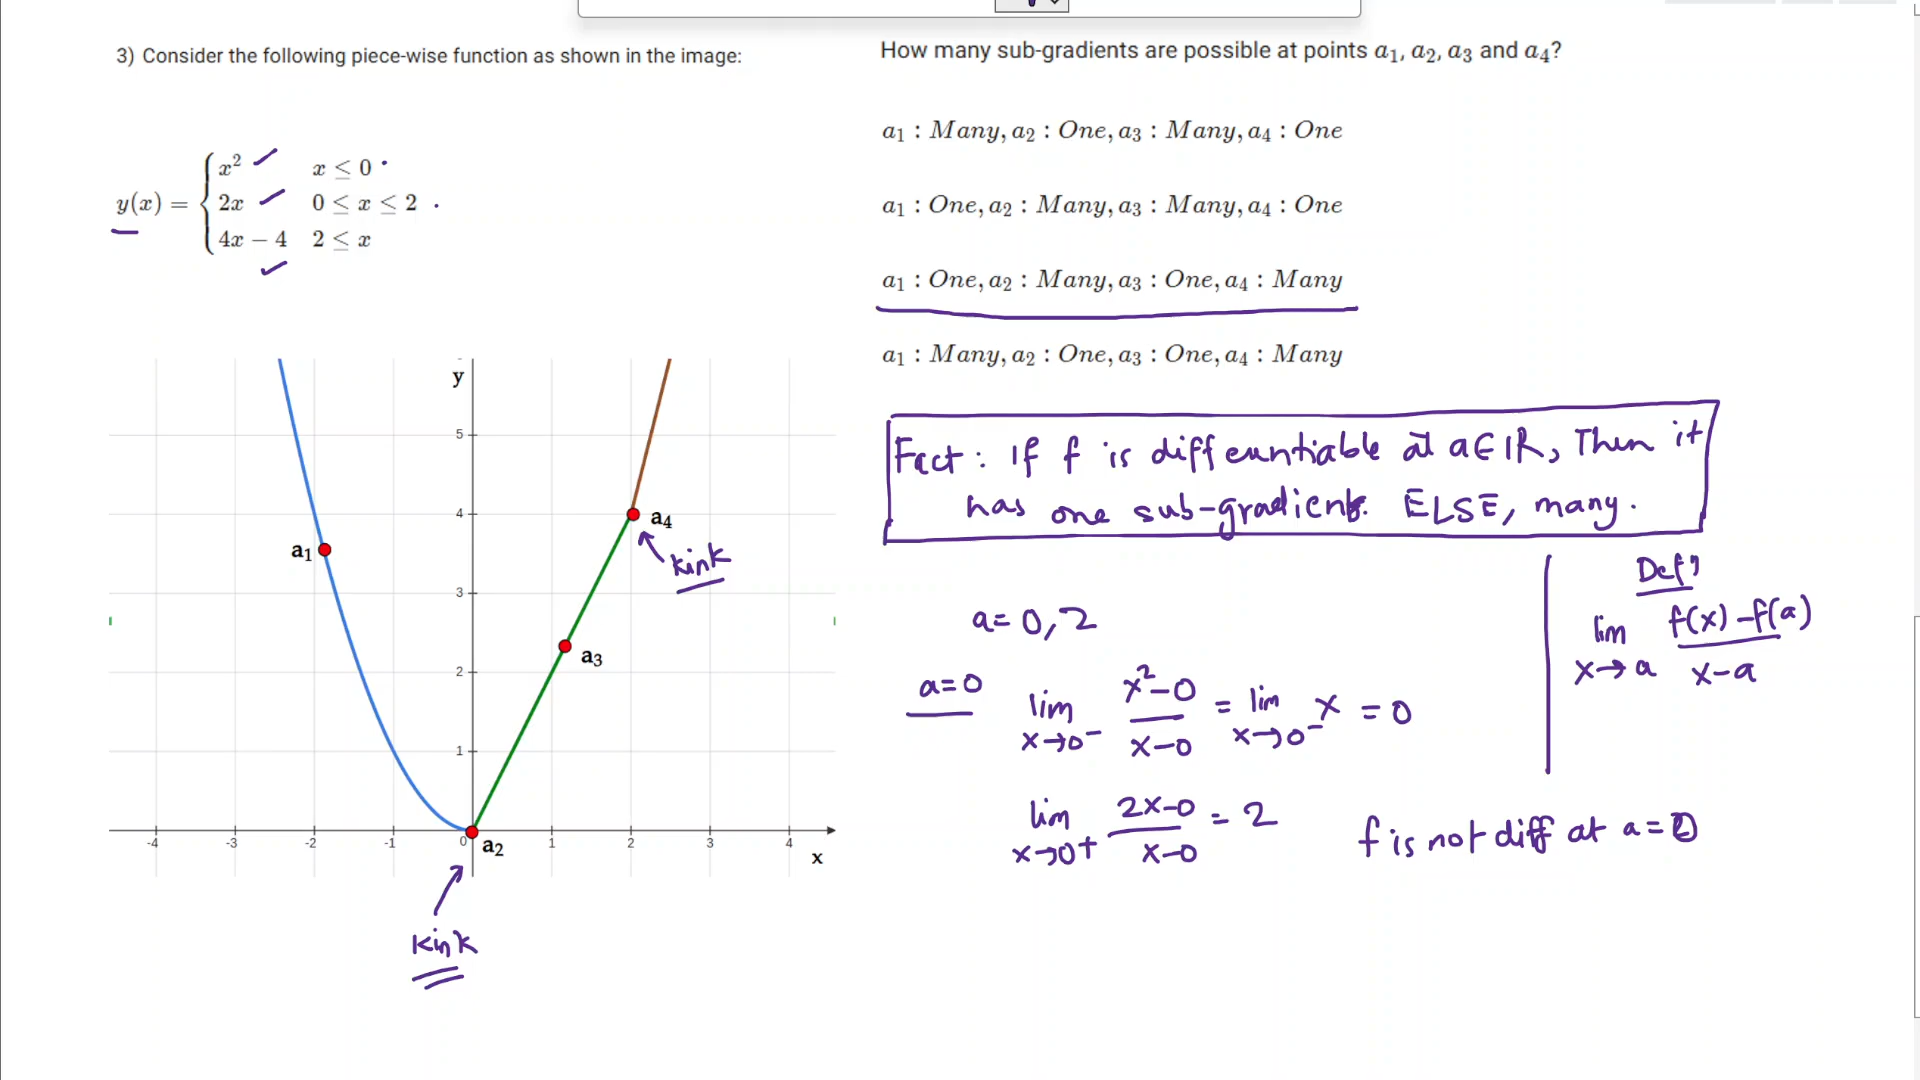 3) Consider the following piece-wise function as shown in the image:
y(x) = { x² x ≤ 0
2x 0 ≤ x ≤ 2
4x − 4 2 ≤ x
y
5
4
3
2
1
-4 -3 -2 -1 0 1 2 3 4
x
a₁
a₂
a₃
a₄
kink
kink
How many sub-gradients are possible at points a₁, a₂, a₃ and a₄?
a₁ : Many, a₂ : One, a₃ : Many, a₄ : One
a₁ : One, a₂ : Many, a₃ : Many, a₄ : One
a₁ : One, a₂ : Many, a₃ : One, a₄ : Many
a₁ : Many, a₂ : One, a₃ : One, a₄ : Many
Fact: If f is differentiable at a∈IR, Then it
has one sub-gradient. ELSE, many.
a= 0, 2
a=0 lim x→0⁻ (x²−0)/(x−0) = lim x→0⁻ x = 0
lim x→0+ (2x−0)/(x−0) = 2
f is not diff at a=0
Defn
lim x→a (f(x)−f(a))/(x−a)